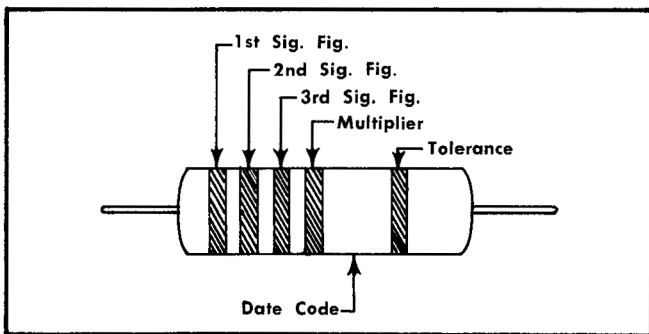 1st Sig. Fig.
2nd Sig. Fig.
3rd Sig. Fig.
Multiplier
Tolerance
Date Code